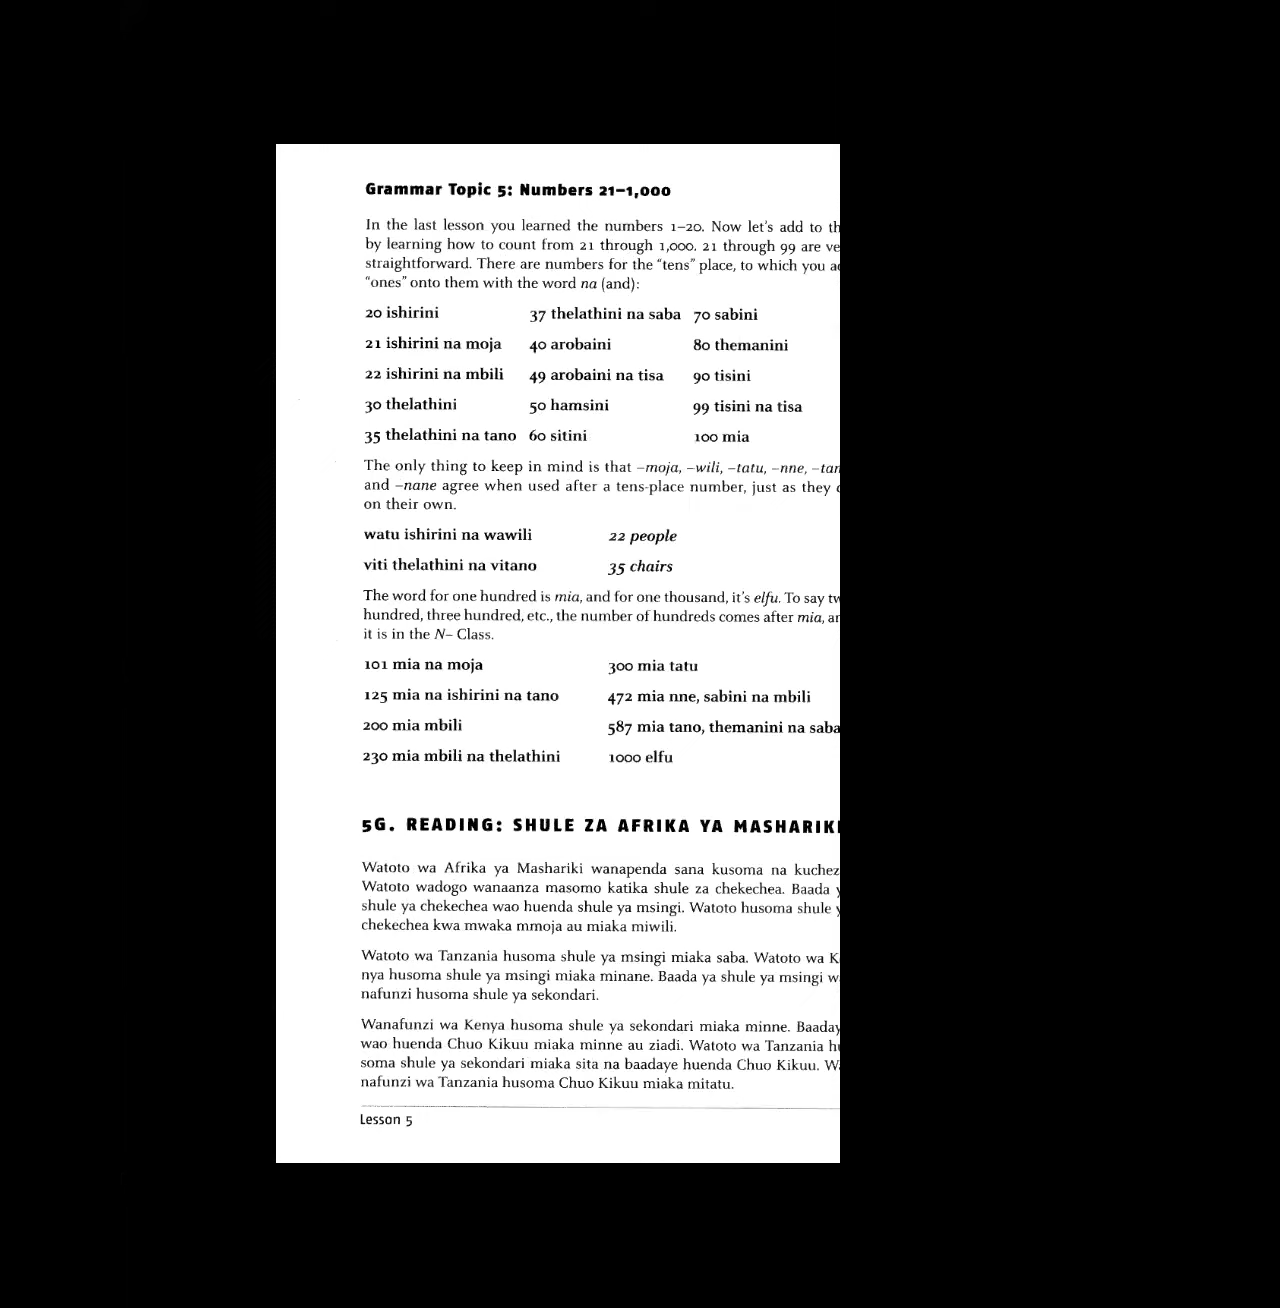 Grammar Topic 5: Numbers 21–1,000
In the last lesson you learned the numbers 1–20. Now let's add to
by learning how to count from 21 through 1,000. 21 through 99 are
straightforward. There are numbers for the "tens" place, to which you
"ones" onto them with the word na (and):
20 ishirini 37 thelathini na saba 70 sabini
21 ishirini na moja 40 arobaini 80 themanini
22 ishirini na mbili 49 arobaini na tisa 90 tisini
30 thelathini 50 hamsini 99 tisini na tisa
35 thelathini na tano 60 sitini 100 mia
The only thing to keep in mind is that –moja, –wili, –tatu, –nne,
and –nane agree when used after a tens-place number, just as they
on their own.
watu ishirini na wawili 22 people
viti thelathini na vitano 35 chairs
The word for one hundred is mia, and for one thousand, it's elfu. To say
hundred, three hundred, etc., the number of hundreds comes after mia,
it is in the N– Class.
101 mia na moja 300 mia tatu
125 mia na ishirini na tano 472 mia nne, sabini na mbili
200 mia mbili 587 mia tano, themanini na saba
230 mia mbili na thelathini 1000 elfu
5G. READING: SHULE ZA AFRIKA YA MASHARIKI
Watoto wa Afrika ya Mashariki wanapenda sana kusoma na
Watoto wadogo wanaanza masomo katika shule za chekechea. Baada
shule ya chekechea wao huenda shule ya msingi. Watoto husoma shule
chekechea kwa mwaka mmoja au miaka miwili.
Watoto wa Tanzania husoma shule ya msingi miaka saba. Watoto wa
nya husoma shule ya msingi miaka minane. Baada ya shule ya msingi
nafunzi husoma shule ya sekondari.
Wanafunzi wa Kenya husoma shule ya sekondari miaka minne.
wao huenda Chuo Kikuu miaka minne au ziadi. Watoto wa Tanzania
soma shule ya sekondari miaka sita na baadaye huenda Chuo Kikuu.
nafunzi wa Tanzania husoma Chuo Kikuu miaka mitatu.
Lesson 5